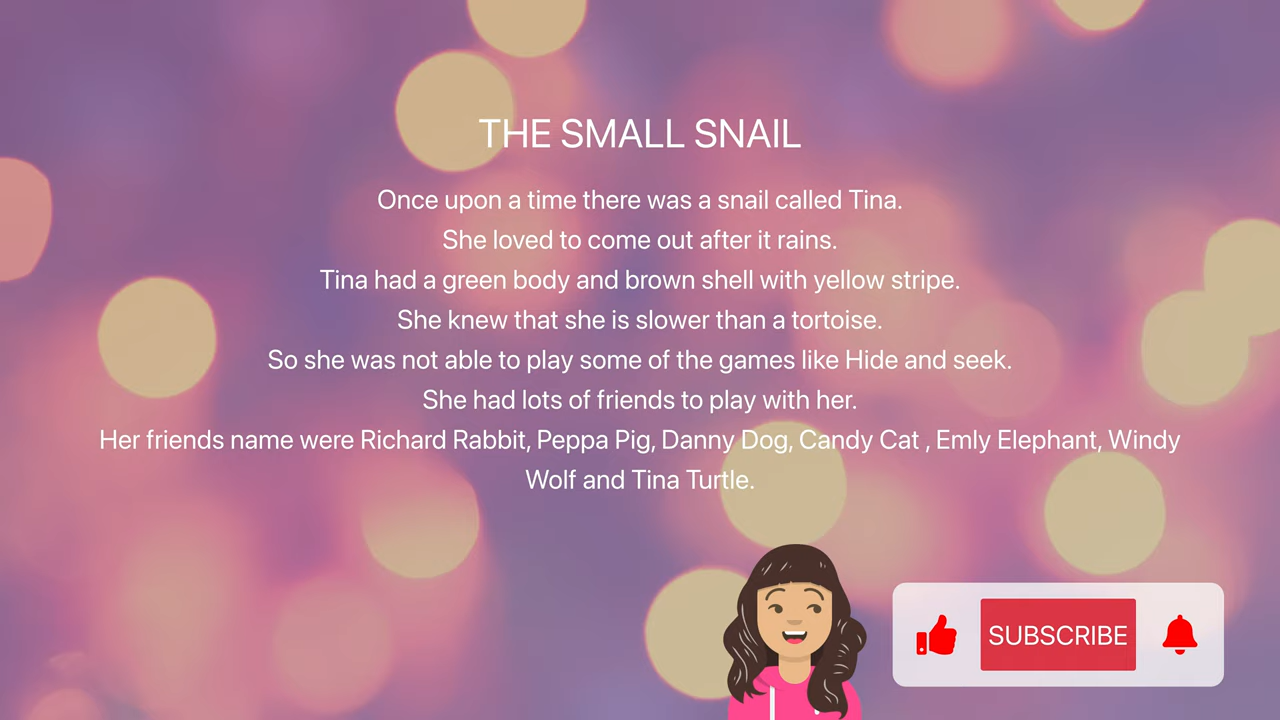 THE SMALL SNAIL
Once upon a time there was a snail called Tina.
She loved to come out after it rains.
Tina had a green body and brown shell with yellow stripe.
She knew that she is slower than a tortoise.
So she was not able to play some of the games like Hide and seek.
She had lots of friends to play with her.
Her friends name were Richard Rabbit, Peppa Pig, Danny Dog, Candy Cat , Emly Elephant, Windy
Wolf and Tina Turtle.
SUBSCRIBE